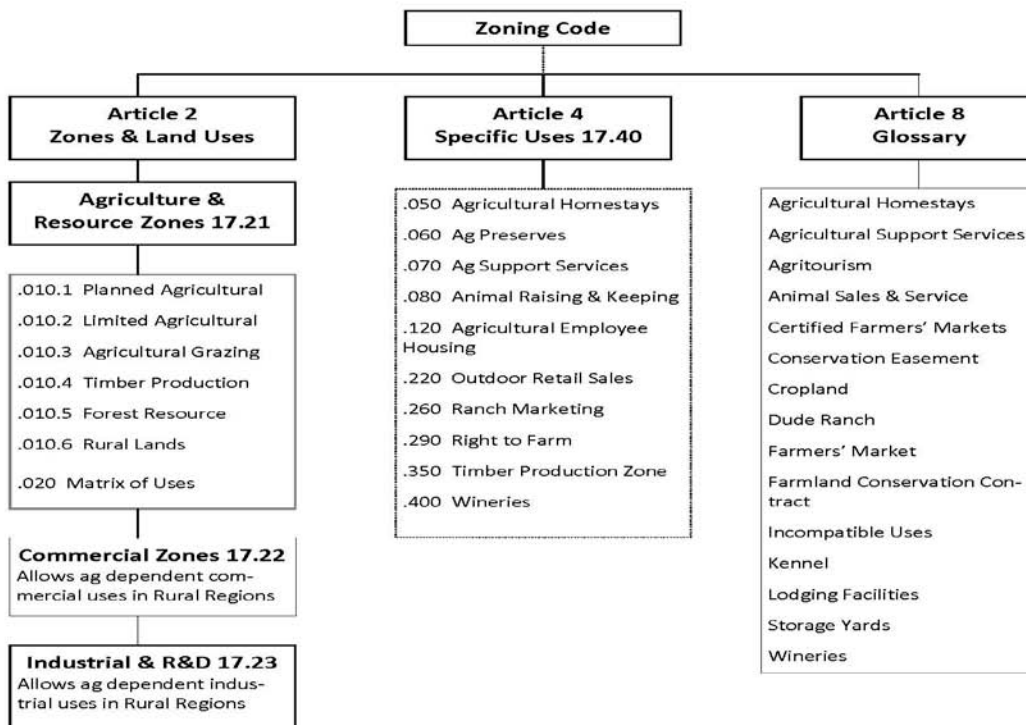 Zoning Code
Article 2
Zones & Land Uses
Agriculture &
Resource Zones 17.21
.010.1 Planned Agricultural
.010.2 Limited Agricultural
.010.3 Agricultural Grazing
.010.4 Timber Production
.010.5 Forest Resource
.010.6 Rural Lands
.020 Matrix of Uses
Commercial Zones 17.22
Allows ag dependent com-
mercial uses in Rural Regions
Industrial & R&D 17.23
Allows ag dependent indus-
trial uses in Rural Regions
Article 4
Specific Uses 17.40
.050 Agricultural Homestays
.060 Ag Preserves
.070 Ag Support Services
.080 Animal Raising & Keeping
.120 Agricultural Employee
Housing
.220 Outdoor Retail Sales
.260 Ranch Marketing
.290 Right to Farm
.350 Timber Production Zone
.400 Wineries
Article 8
Glossary
Agricultural Homestays
Agricultural Support Services
Agritourism
Animal Sales & Service
Certified Farmers' Markets
Conservation Easement
Cropland
Dude Ranch
Farmers' Market
Farmland Conservation Con-
tract
Incompatible Uses
Kennel
Lodging Facilities
Storage Yards
Wineries